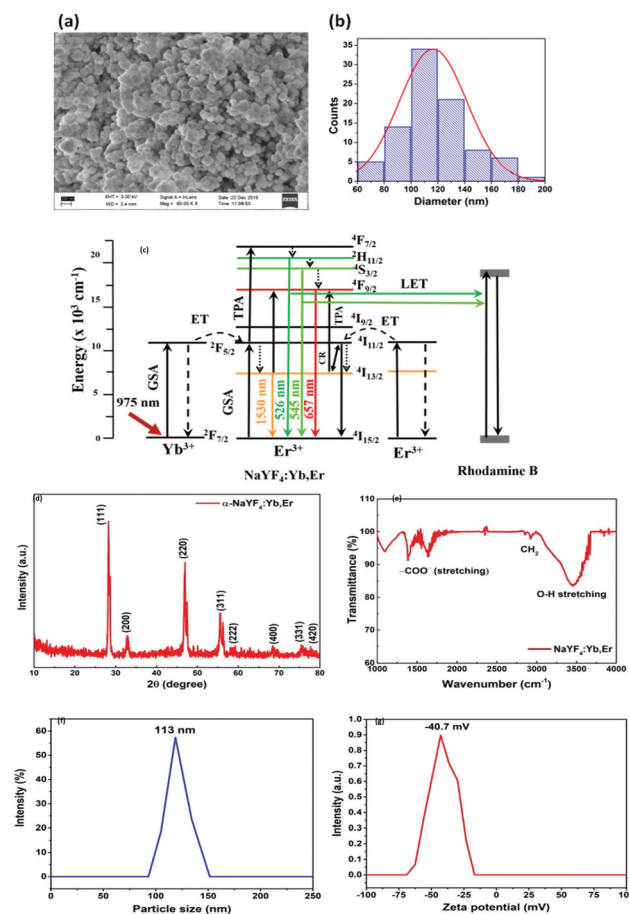 (a)
EHT = 5.00 kV
Signal A = InLens
Date :22 Dec 2015
WD = 2.4 mm
Mag = 60.00 K X
ZEISS
(b)
Counts
35
30
25
20
15
10
5
0
60 80 100 120 140 160 180 200
Diameter (nm)
(c)
Energy (x 10³ cm⁻¹)
20
15
10
5
0
⁴F₇/₂
²H₁₁/₂
⁴S₃/₂
⁴F₉/₂
LET
TPA
TPA
⁴I₉/₂
ET
ET
²F₅/₂
⁴I₁₁/₂
CR
⁴I₁₃/₂
GSA
GSA
GSA
975 nm
1530 nm
526 nm
545 nm
657 nm
²F₇/₂
⁴I₁₅/₂
Yb³⁺
Er³⁺
Er³⁺
NaYF₄:Yb,Er
Rhodamine B
(d)
α-NaYF₄:Yb,Er
Intensity (a.u.)
(111)
(200)
(220)
(311)
(222)
(400)
(331)
(420)
10 20 30 40 50 60 70 80
2θ (degree)
Transmittance (%)
110
100
90
80
70
60
--COO⁻ (stretching)
CH₂
O-H stretching
NaYF₄:Yb,Er
1000 1500 2000 2500 3000 3500 4000
Wavenumber (cm⁻¹)
(f)
113 nm
Intensity (%)
60
50
40
30
20
10
0
0 50 100 150 200 250
Particle size (nm)
(g)
-40.7 mV
Intensity (a.u.)
1.0
0.9
0.8
0.7
0.6
0.5
0.4
0.3
0.2
0.1
0.0
-100 -75 -50 -25 0 25 50 75 100
Zeta potential (mV)